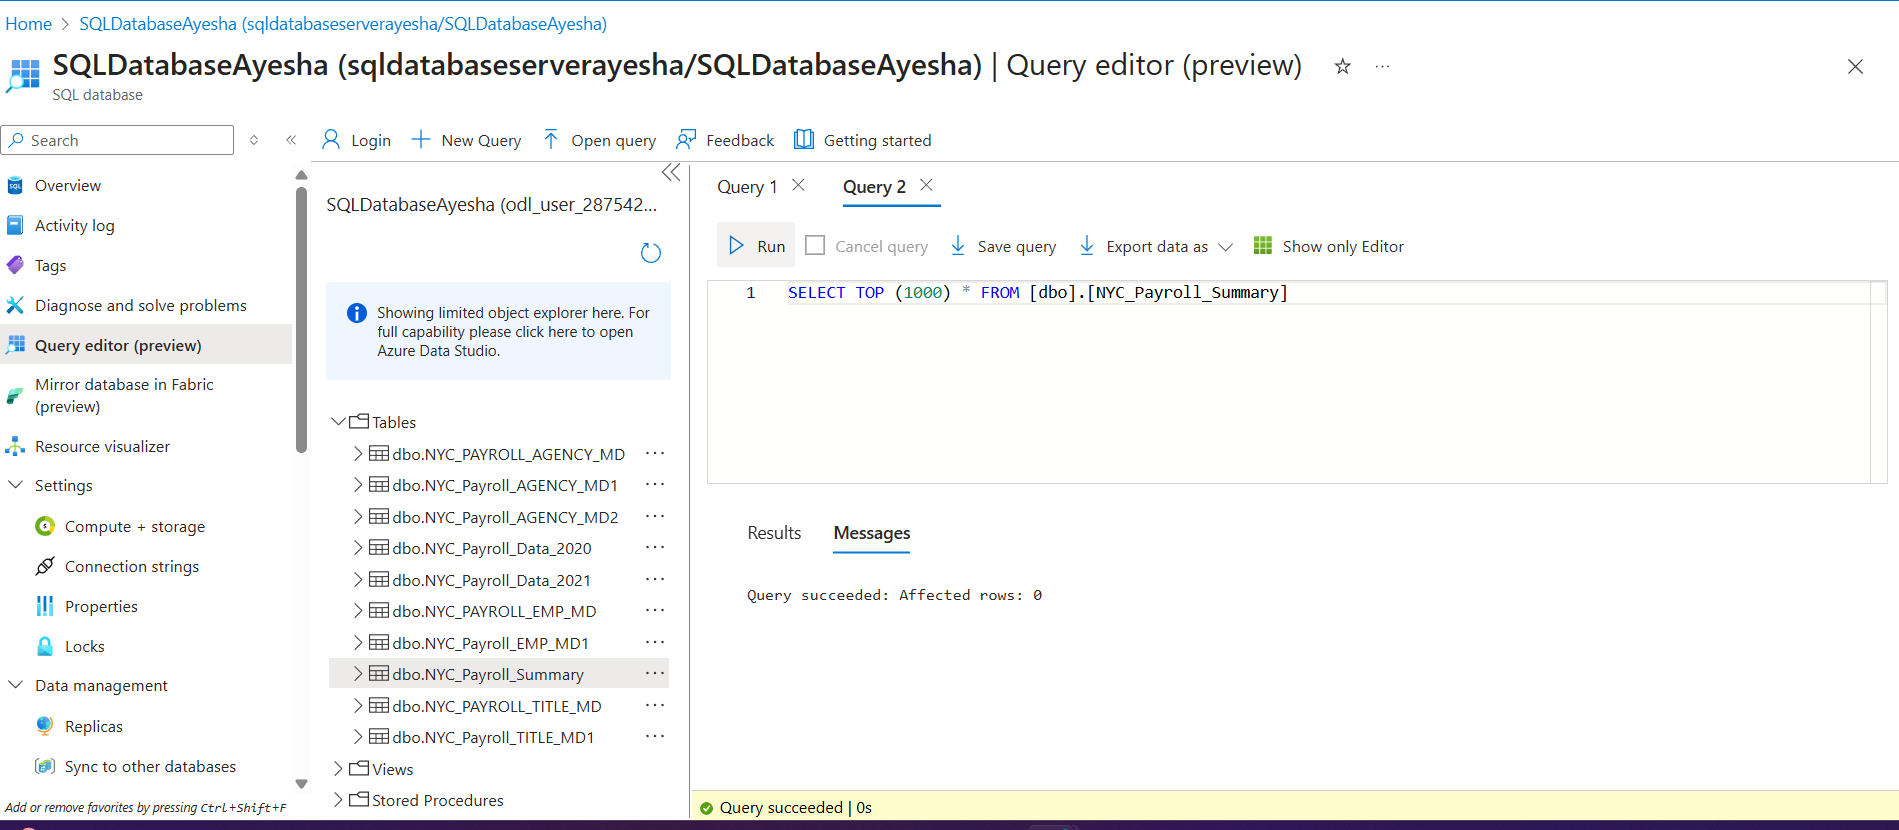 Home > SQLDatabaseAyesha (sqldatabaseserverayesha/SQLDatabaseAyesha)
SQLDatabaseAyesha (sqldatabaseserverayesha/SQLDatabaseAyesha) | Query editor (preview)
SQL database
Search
Login
New Query
Open query
Feedback
Getting started
Overview
Activity log
Tags
Diagnose and solve problems
Query editor (preview)
Mirror database in Fabric
(preview)
Resource visualizer
Settings
Compute + storage
Connection strings
Properties
Locks
Data management
Replicas
Sync to other databases
Add or remove favorites by pressing Ctrl+Shift+F
SQLDatabaseAyesha (odl_user_287542...
Showing limited object explorer here. For
full capability please click here to open
Azure Data Studio.
Tables
dbo.NYC_PAYROLL_AGENCY_MD
dbo.NYC_Payroll_AGENCY_MD1
dbo.NYC_Payroll_AGENCY_MD2
dbo.NYC_Payroll_Data_2020
dbo.NYC_Payroll_Data_2021
dbo.NYC_PAYROLL_EMP_MD
dbo.NYC_Payroll_EMP_MD1
dbo.NYC_Payroll_Summary
dbo.NYC_PAYROLL_TITLE_MD
dbo.NYC_Payroll_TITLE_MD1
Views
Stored Procedures
Query 1
Query 2
Run
Cancel query
Save query
Export data as
Show only Editor
1 SELECT TOP (1000) * FROM [dbo].[NYC_Payroll_Summary]
Results
Messages
Query succeeded: Affected rows: 0
Query succeeded | 0s